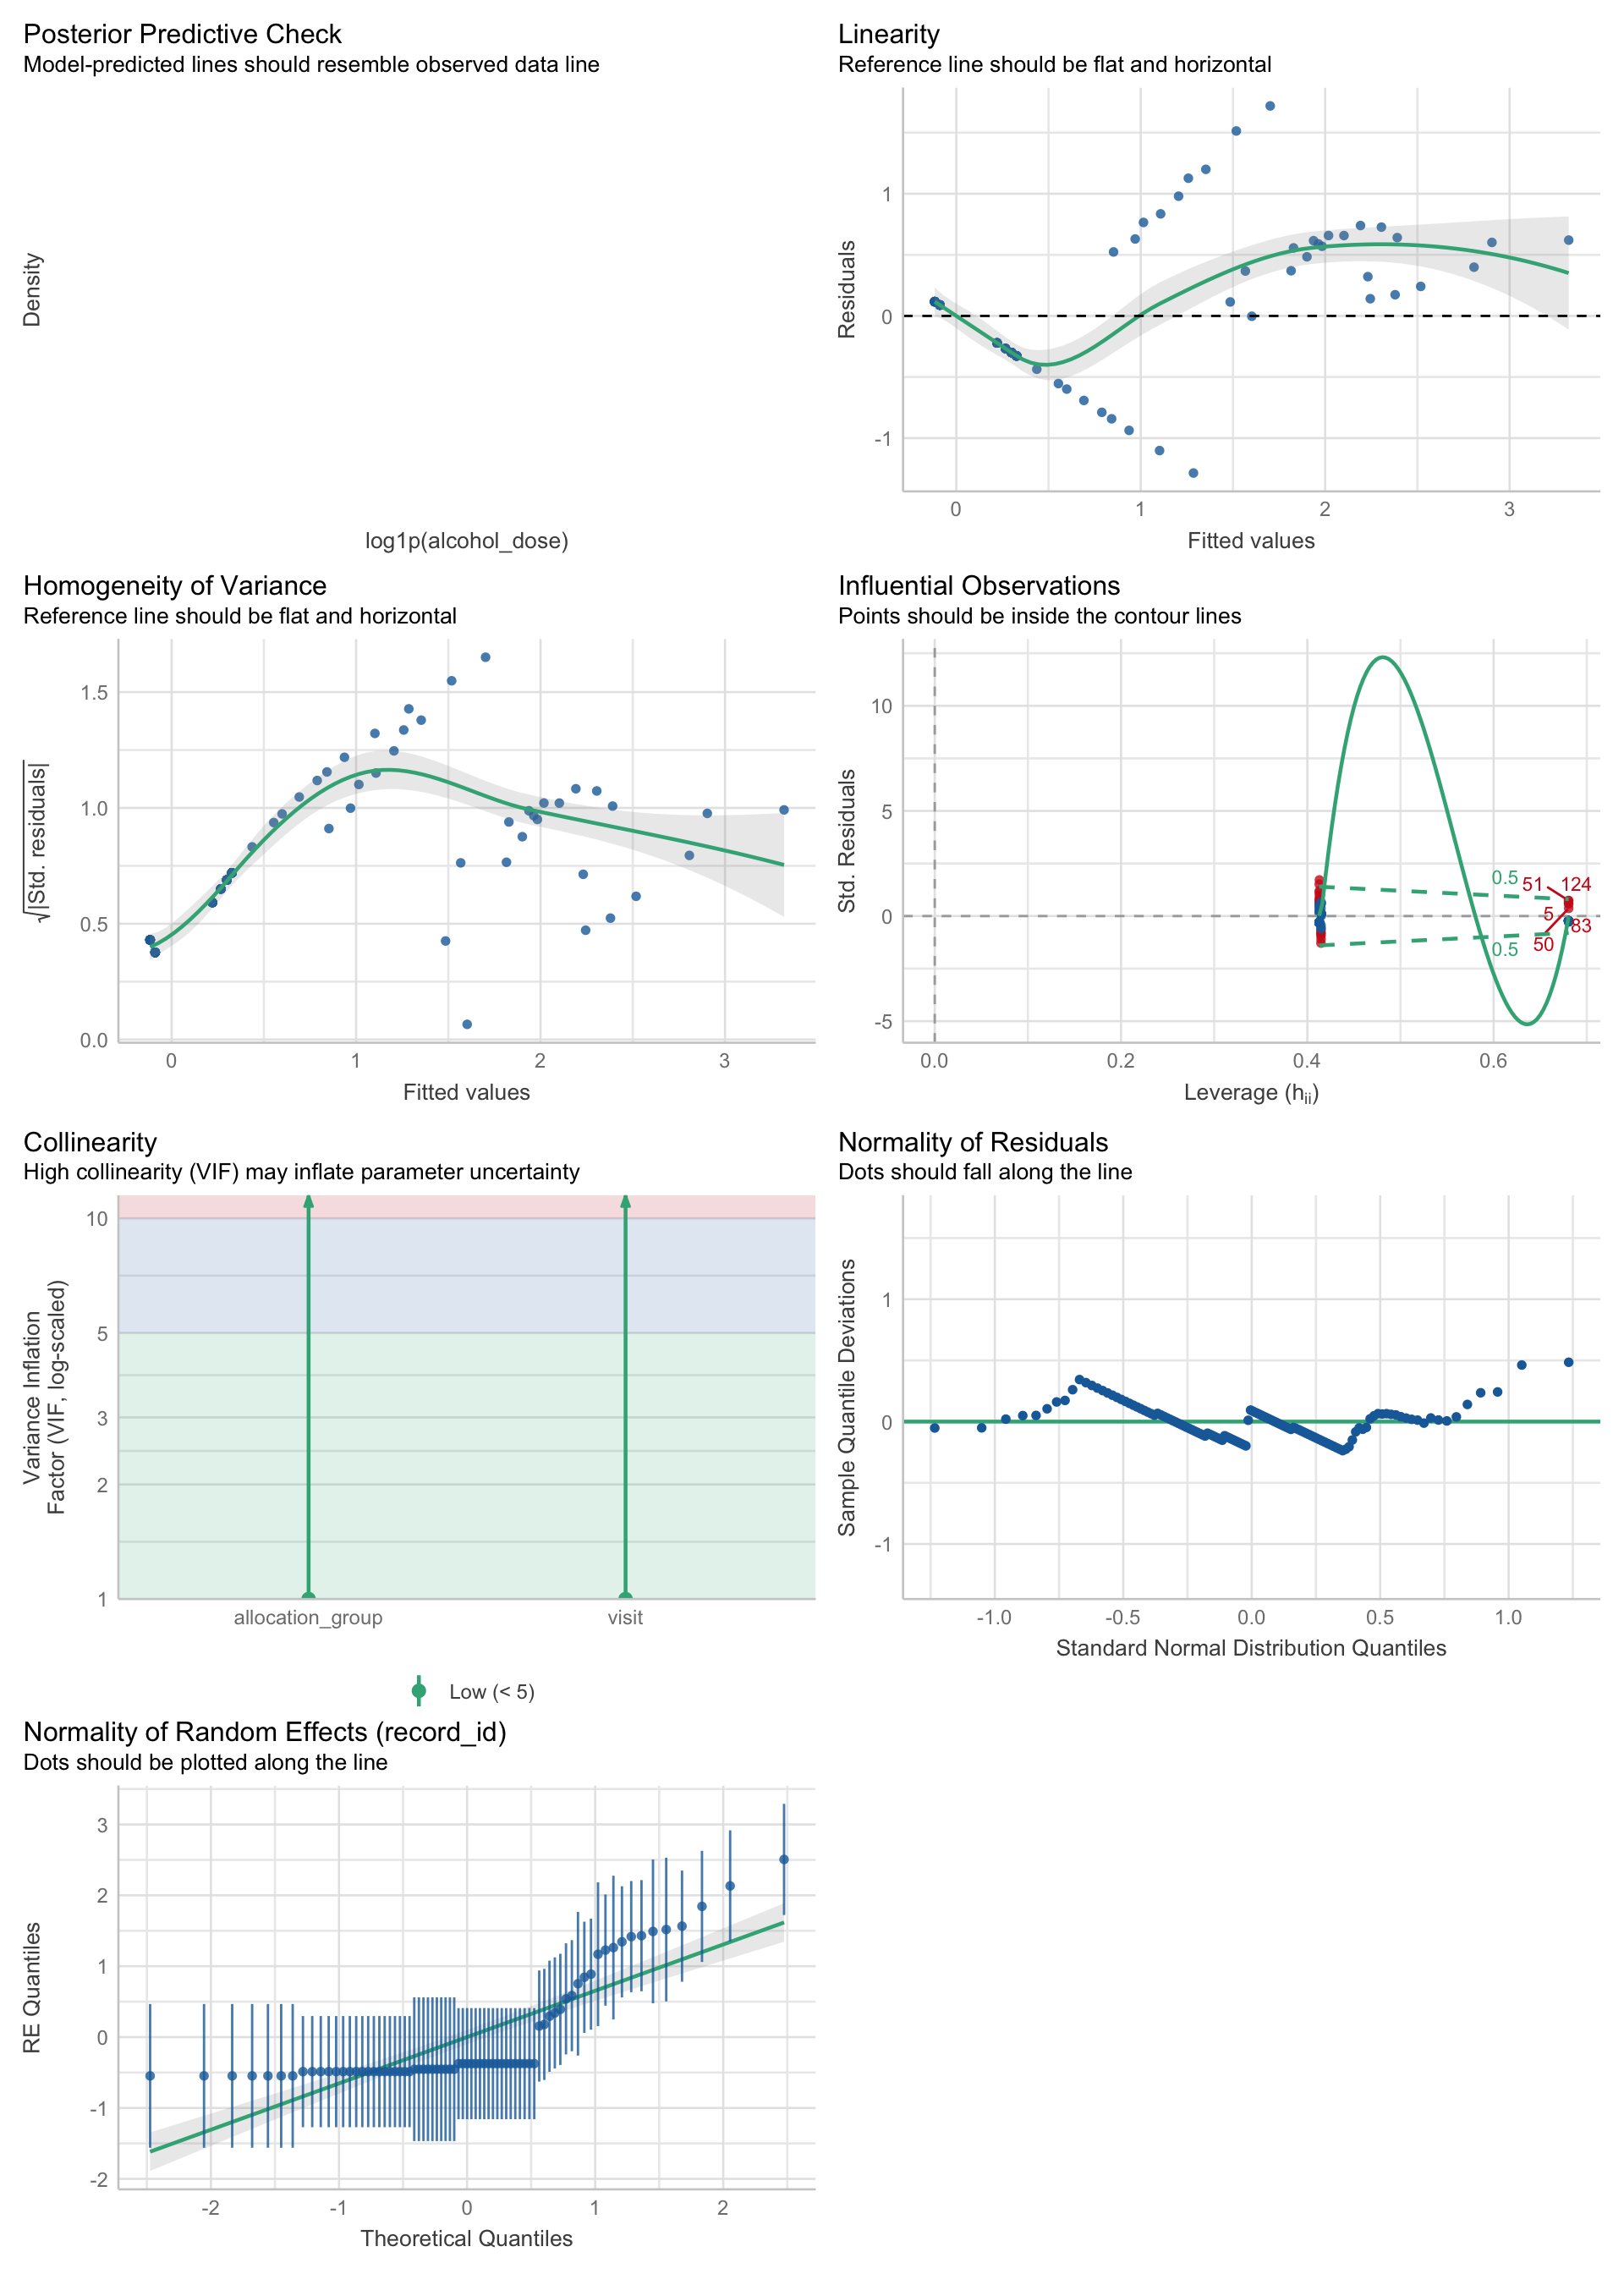 Posterior Predictive Check
Model-predicted lines should resemble observed data line
Density
log1p(alcohol_dose)
Linearity
Reference line should be flat and horizontal
Residuals
1
0
-1
0
1
2
3
Fitted values
Homogeneity of Variance
Reference line should be flat and horizontal
√|Std. residuals|
1.5
1.0
0.5
0.0
0
1
2
3
Fitted values
Influential Observations
Points should be inside the contour lines
Std. Residuals
10
5
0
-5
0.5
51
124
5
83
50
0.5
0.0
0.2
0.4
0.6
Leverage (hii)
Collinearity
High collinearity (VIF) may inflate parameter uncertainty
Variance Inflation
Factor (VIF, log-scaled)
10
5
3
2
1
allocation_group
visit
Low (< 5)
Normality of Residuals
Dots should fall along the line
Sample Quantile Deviations
1
0
-1
-1.0
-0.5
0.0
0.5
1.0
Standard Normal Distribution Quantiles
Normality of Random Effects (record_id)
Dots should be plotted along the line
RE Quantiles
3
2
1
0
-1
-2
-2
-1
0
1
2
Theoretical Quantiles